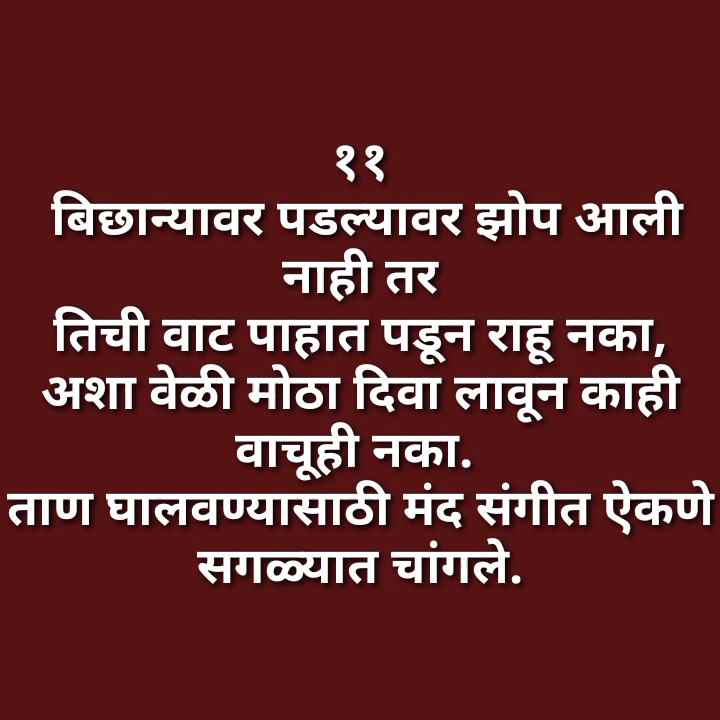 ११
बिछान्यावर पडल्यावर झोप आली
नाही तर
तिची वाट पाहात पडून राहू नका,
अशा वेळी मोठा दिवा लावून काही
वाचूही नका.
ताण घालवण्यासाठी मंद संगीत ऐकणे
सगळ्यात चांगले.